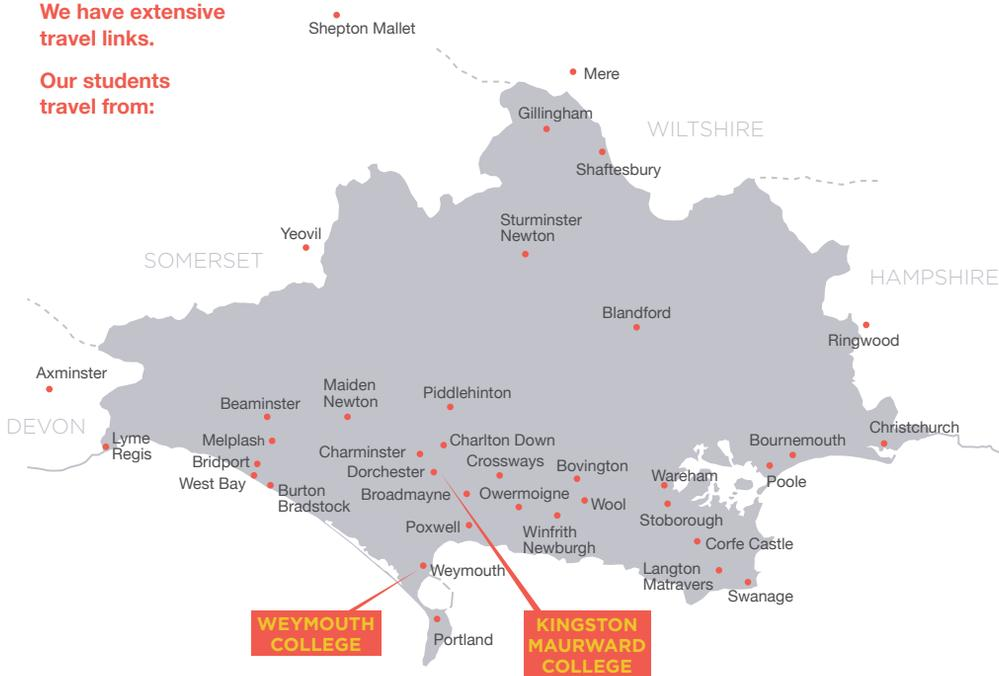 We have extensive
travel links.
Our students
travel from:
Shepton Mallet
Mere
Gillingham
WILTSHIRE
Shaftesbury
Sturminster
Newton
Yeovil
SOMERSET
HAMPSHIRE
Blandford
Ringwood
Axminster
Maiden
Newton
Piddlehinton
Beaminster
DEVON
Lyme
Regis
Melplash
Charminster
Charlton Down
Bournemouth
Christchurch
Bridport
Dorchester
Crossways
Bovington
Wareham
Poole
West Bay
Burton
Bradstock
Broadmayne
Owermoigne
Wool
Stoborough
Poxwell
Winfrith
Newburgh
Corfe Castle
Weymouth
Langton
Matravers
Swanage
WEYMOUTH
COLLEGE
Portland
KINGSTON
MAURWARD
COLLEGE